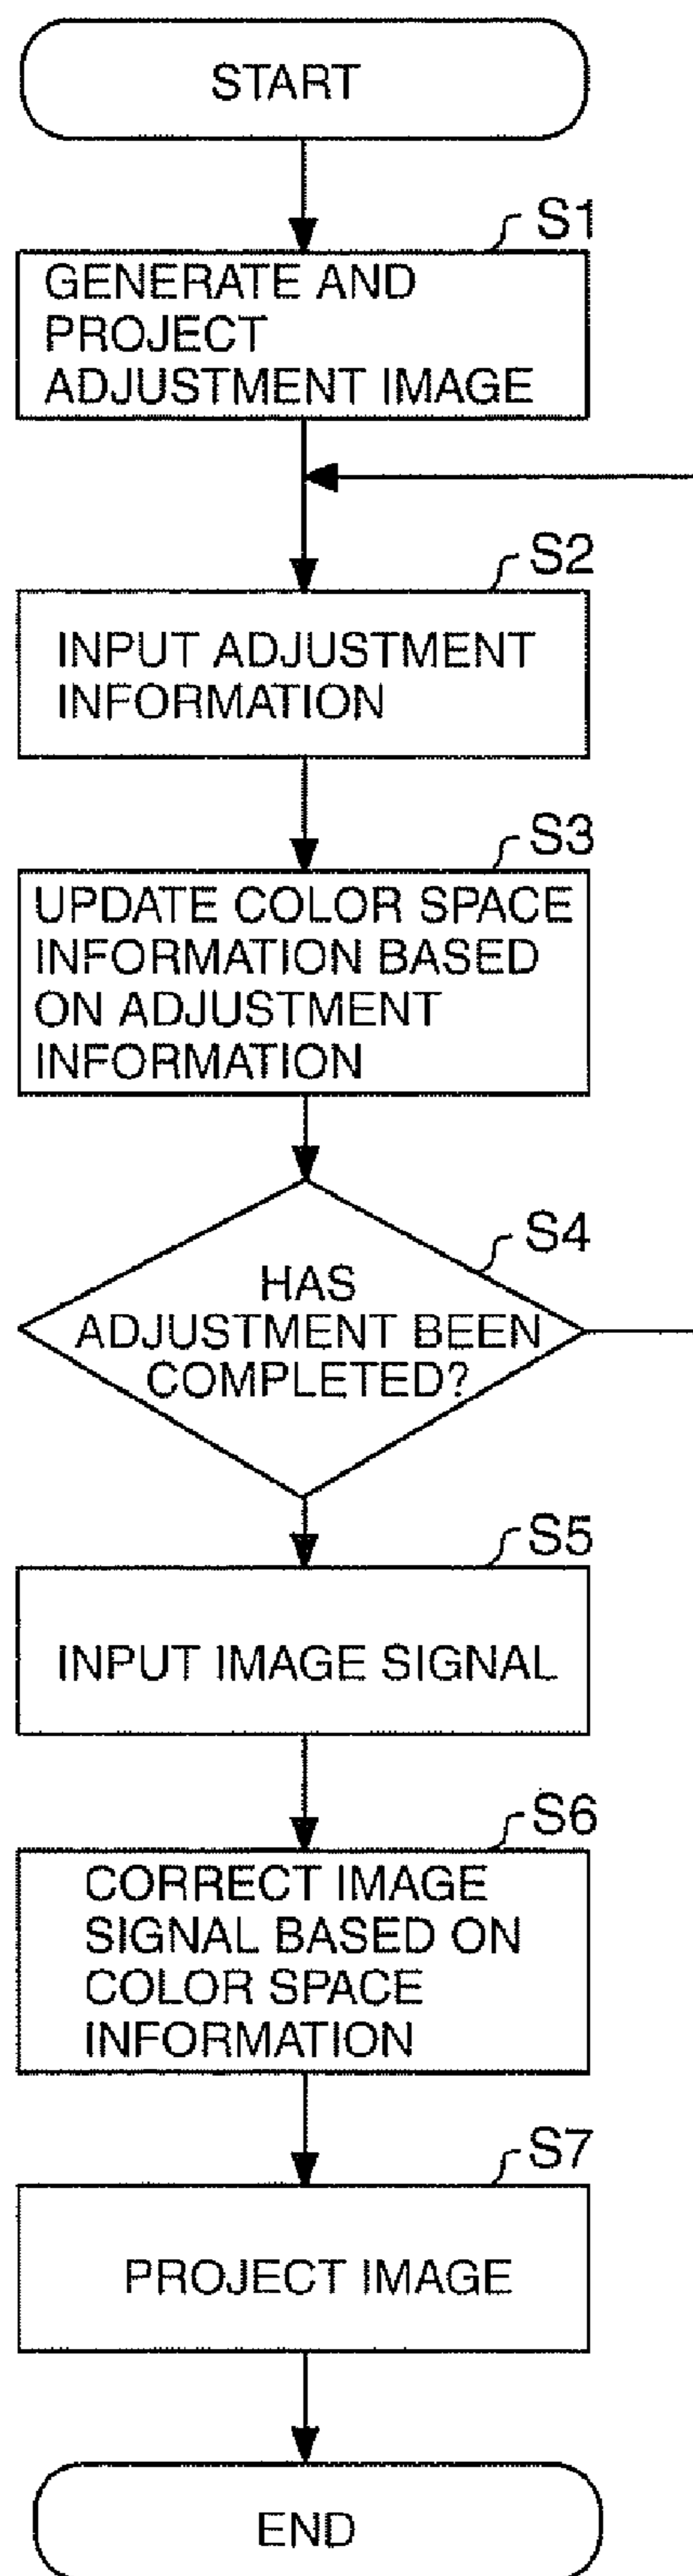 START
S1
GENERATE AND
PROJECT
ADJUSTMENT IMAGE
S2
INPUT ADJUSTMENT
INFORMATION
S3
UPDATE COLOR SPACE
INFORMATION BASED
ON ADJUSTMENT
INFORMATION
S4
HAS
ADJUSTMENT BEEN
COMPLETED?
S5
INPUT IMAGE SIGNAL
S6
CORRECT IMAGE
SIGNAL BASED ON
COLOR SPACE
INFORMATION
S7
PROJECT IMAGE
END